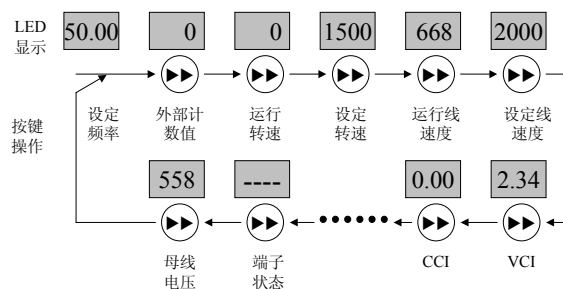 LED
显示
50.00
0
0
1500
668
2000
按键
操作
设定
频率
外部计
数值
运行
转速
设定
转速
运行线
速度
设定线
速度
558
----
0.00
2.34
母线
电压
端子
状态
CCI
VCI